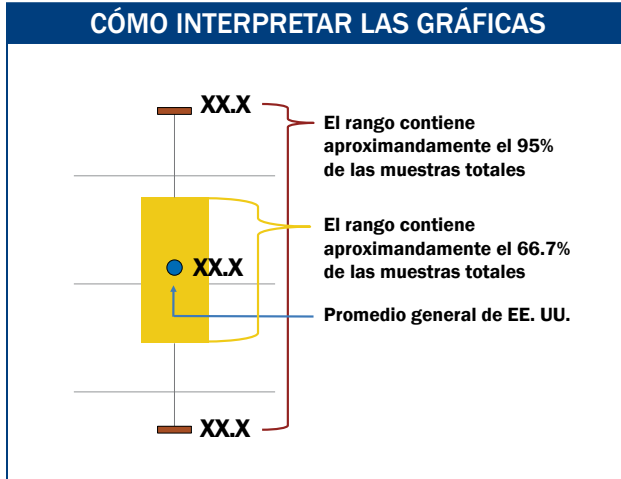 CÓMO INTERPRETAR LAS GRÁFICAS
XX.X
El rango contiene
aproximandamente el 95%
de las muestras totales
El rango contiene
aproximandamente el 66.7%
de las muestras totales
XX.X
Promedio general de EE. UU.
XX.X